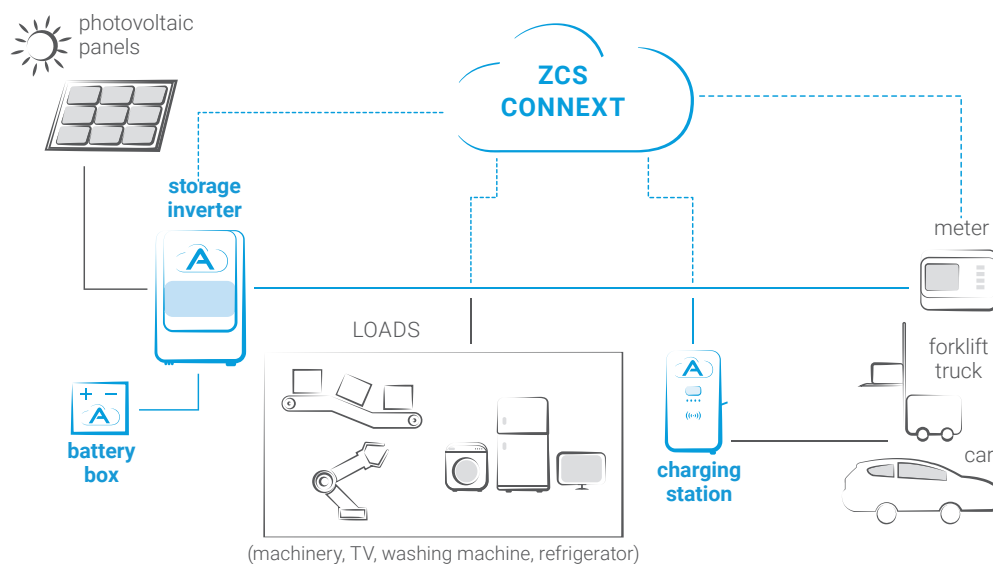 photovoltaic
panels
ZCS
CONNEXT
storage
inverter
meter
A
LOADS
forklift
truck
A
+ −
A
battery
box
car
charging
station
(machinery, TV, washing machine, refrigerator)